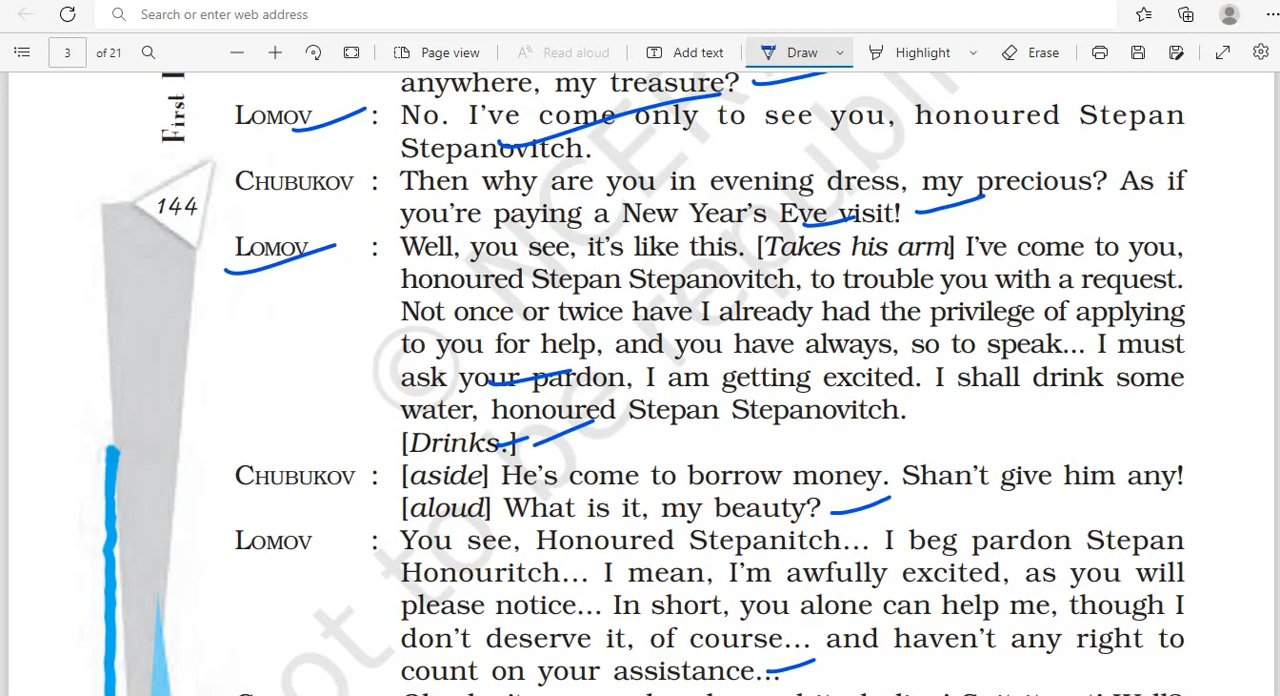 Search or enter web address
3 of 21 Page view Read aloud Add text Draw Highlight Erase
anywhere, my treasure?
First
LOMOV : No. I've come only to see you, honoured Stepan
Stepanovitch.
CHUBUKOV : Then why are you in evening dress, my precious? As if
144
you're paying a New Year's Eve visit!
LOMOV : Well, you see, it's like this. [Takes his arm] I've come to you,
honoured Stepan Stepanovitch, to trouble you with a request.
Not once or twice have I already had the privilege of applying
to you for help, and you have always, so to speak... I must
ask your pardon, I am getting excited. I shall drink some
water, honoured Stepan Stepanovitch.
[Drinks.]
CHUBUKOV : [aside] He's come to borrow money. Shan't give him any!
[aloud] What is it, my beauty?
LOMOV : You see, Honoured Stepanitch... I beg pardon Stepan
Honouritch... I mean, I'm awfully excited, as you will
please notice... In short, you alone can help me, though I
don't deserve it, of course... and haven't any right to
count on your assistance...
© NCER
not to be republi